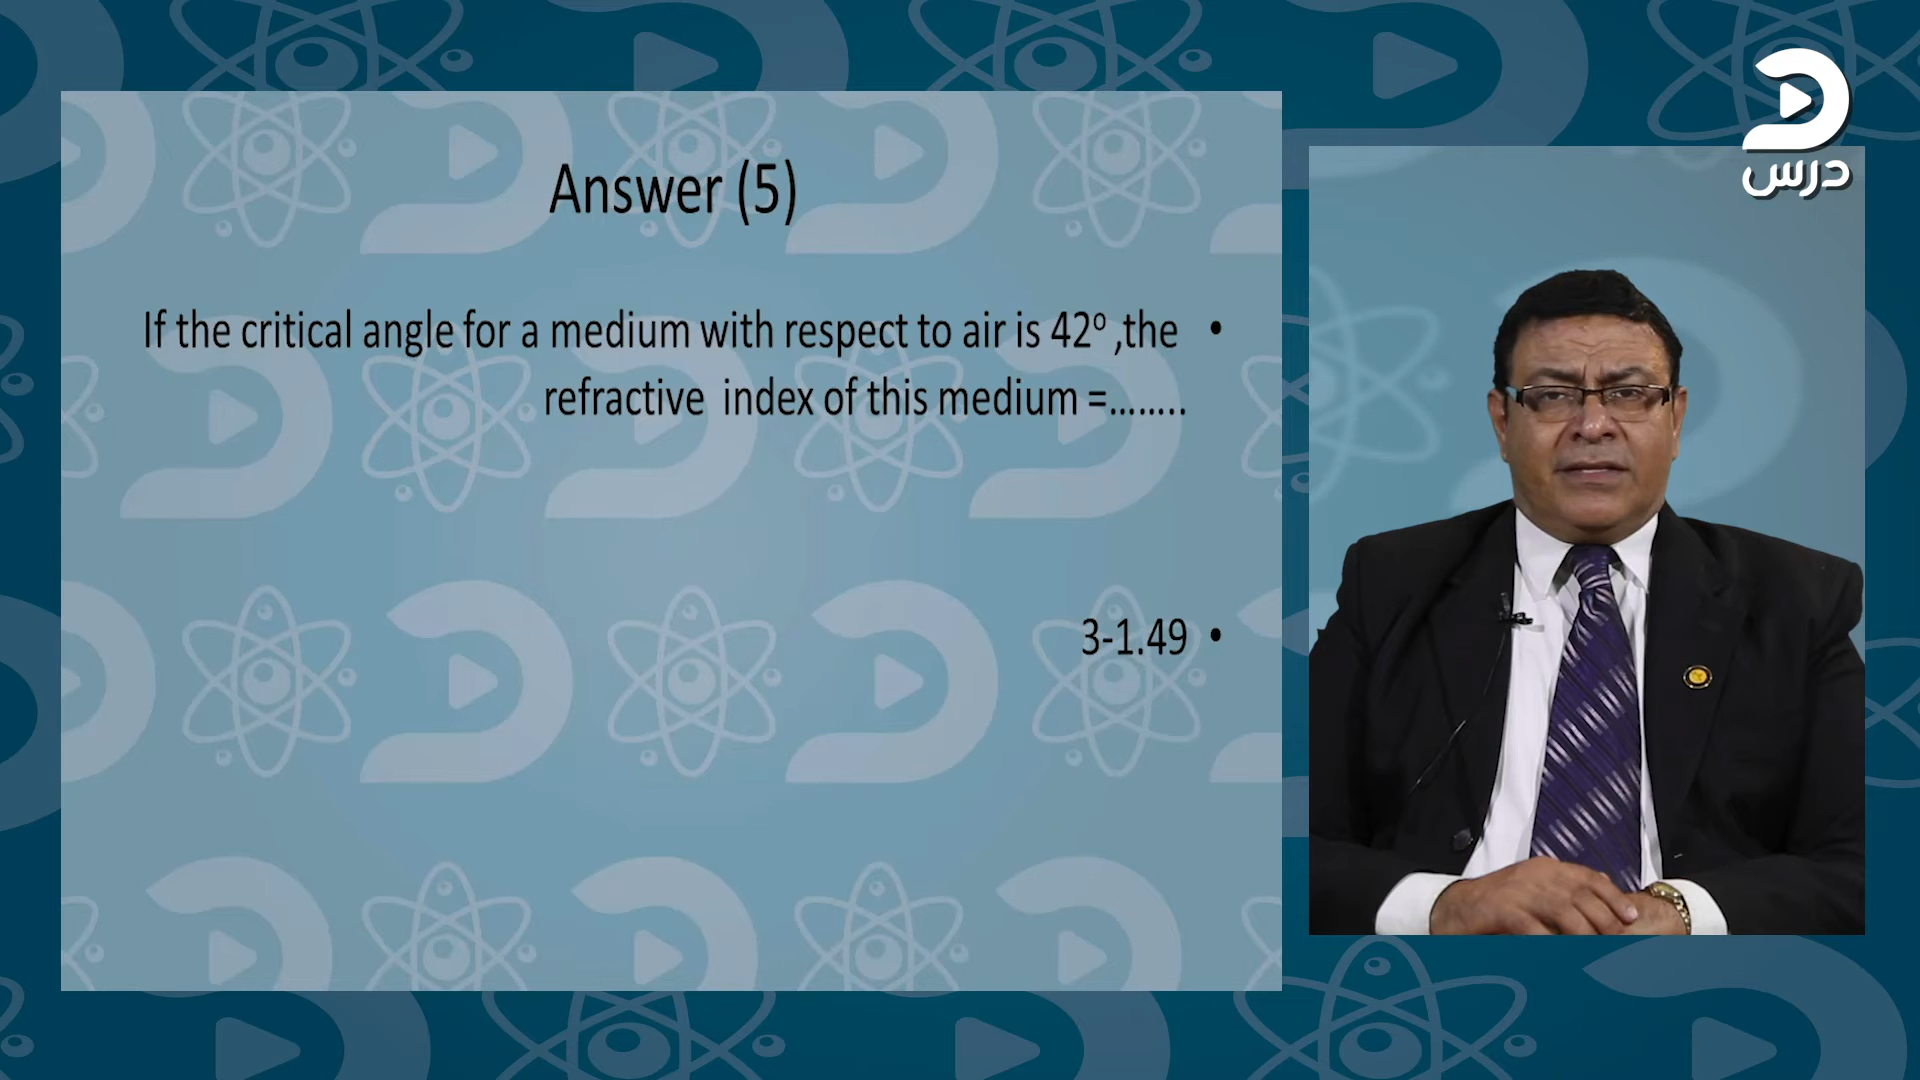 درس
Answer (5)
• If the critical angle for a medium with respect to air is 42º ,the
refractive index of this medium =........
• 3-1.49